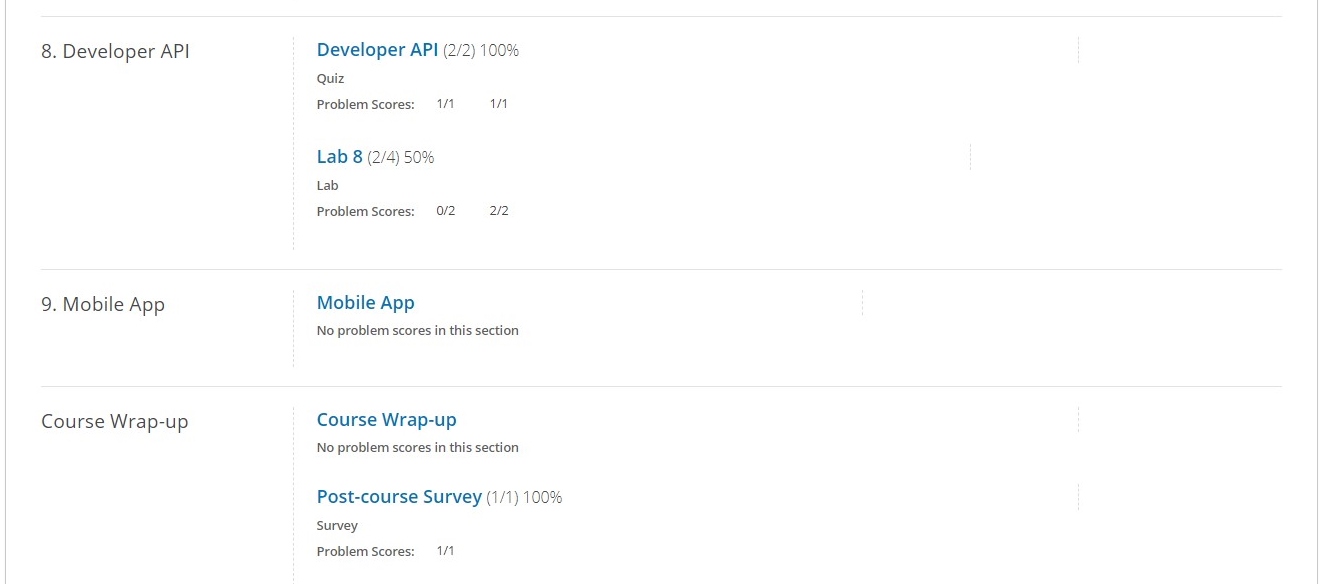 8. Developer API
Developer API (2/2) 100%
Quiz
Problem Scores: 1/1 1/1
Lab 8 (2/4) 50%
Lab
Problem Scores: 0/2 2/2
9. Mobile App
Mobile App
No problem scores in this section
Course Wrap-up
Course Wrap-up
No problem scores in this section
Post-course Survey (1/1) 100%
Survey
Problem Scores: 1/1